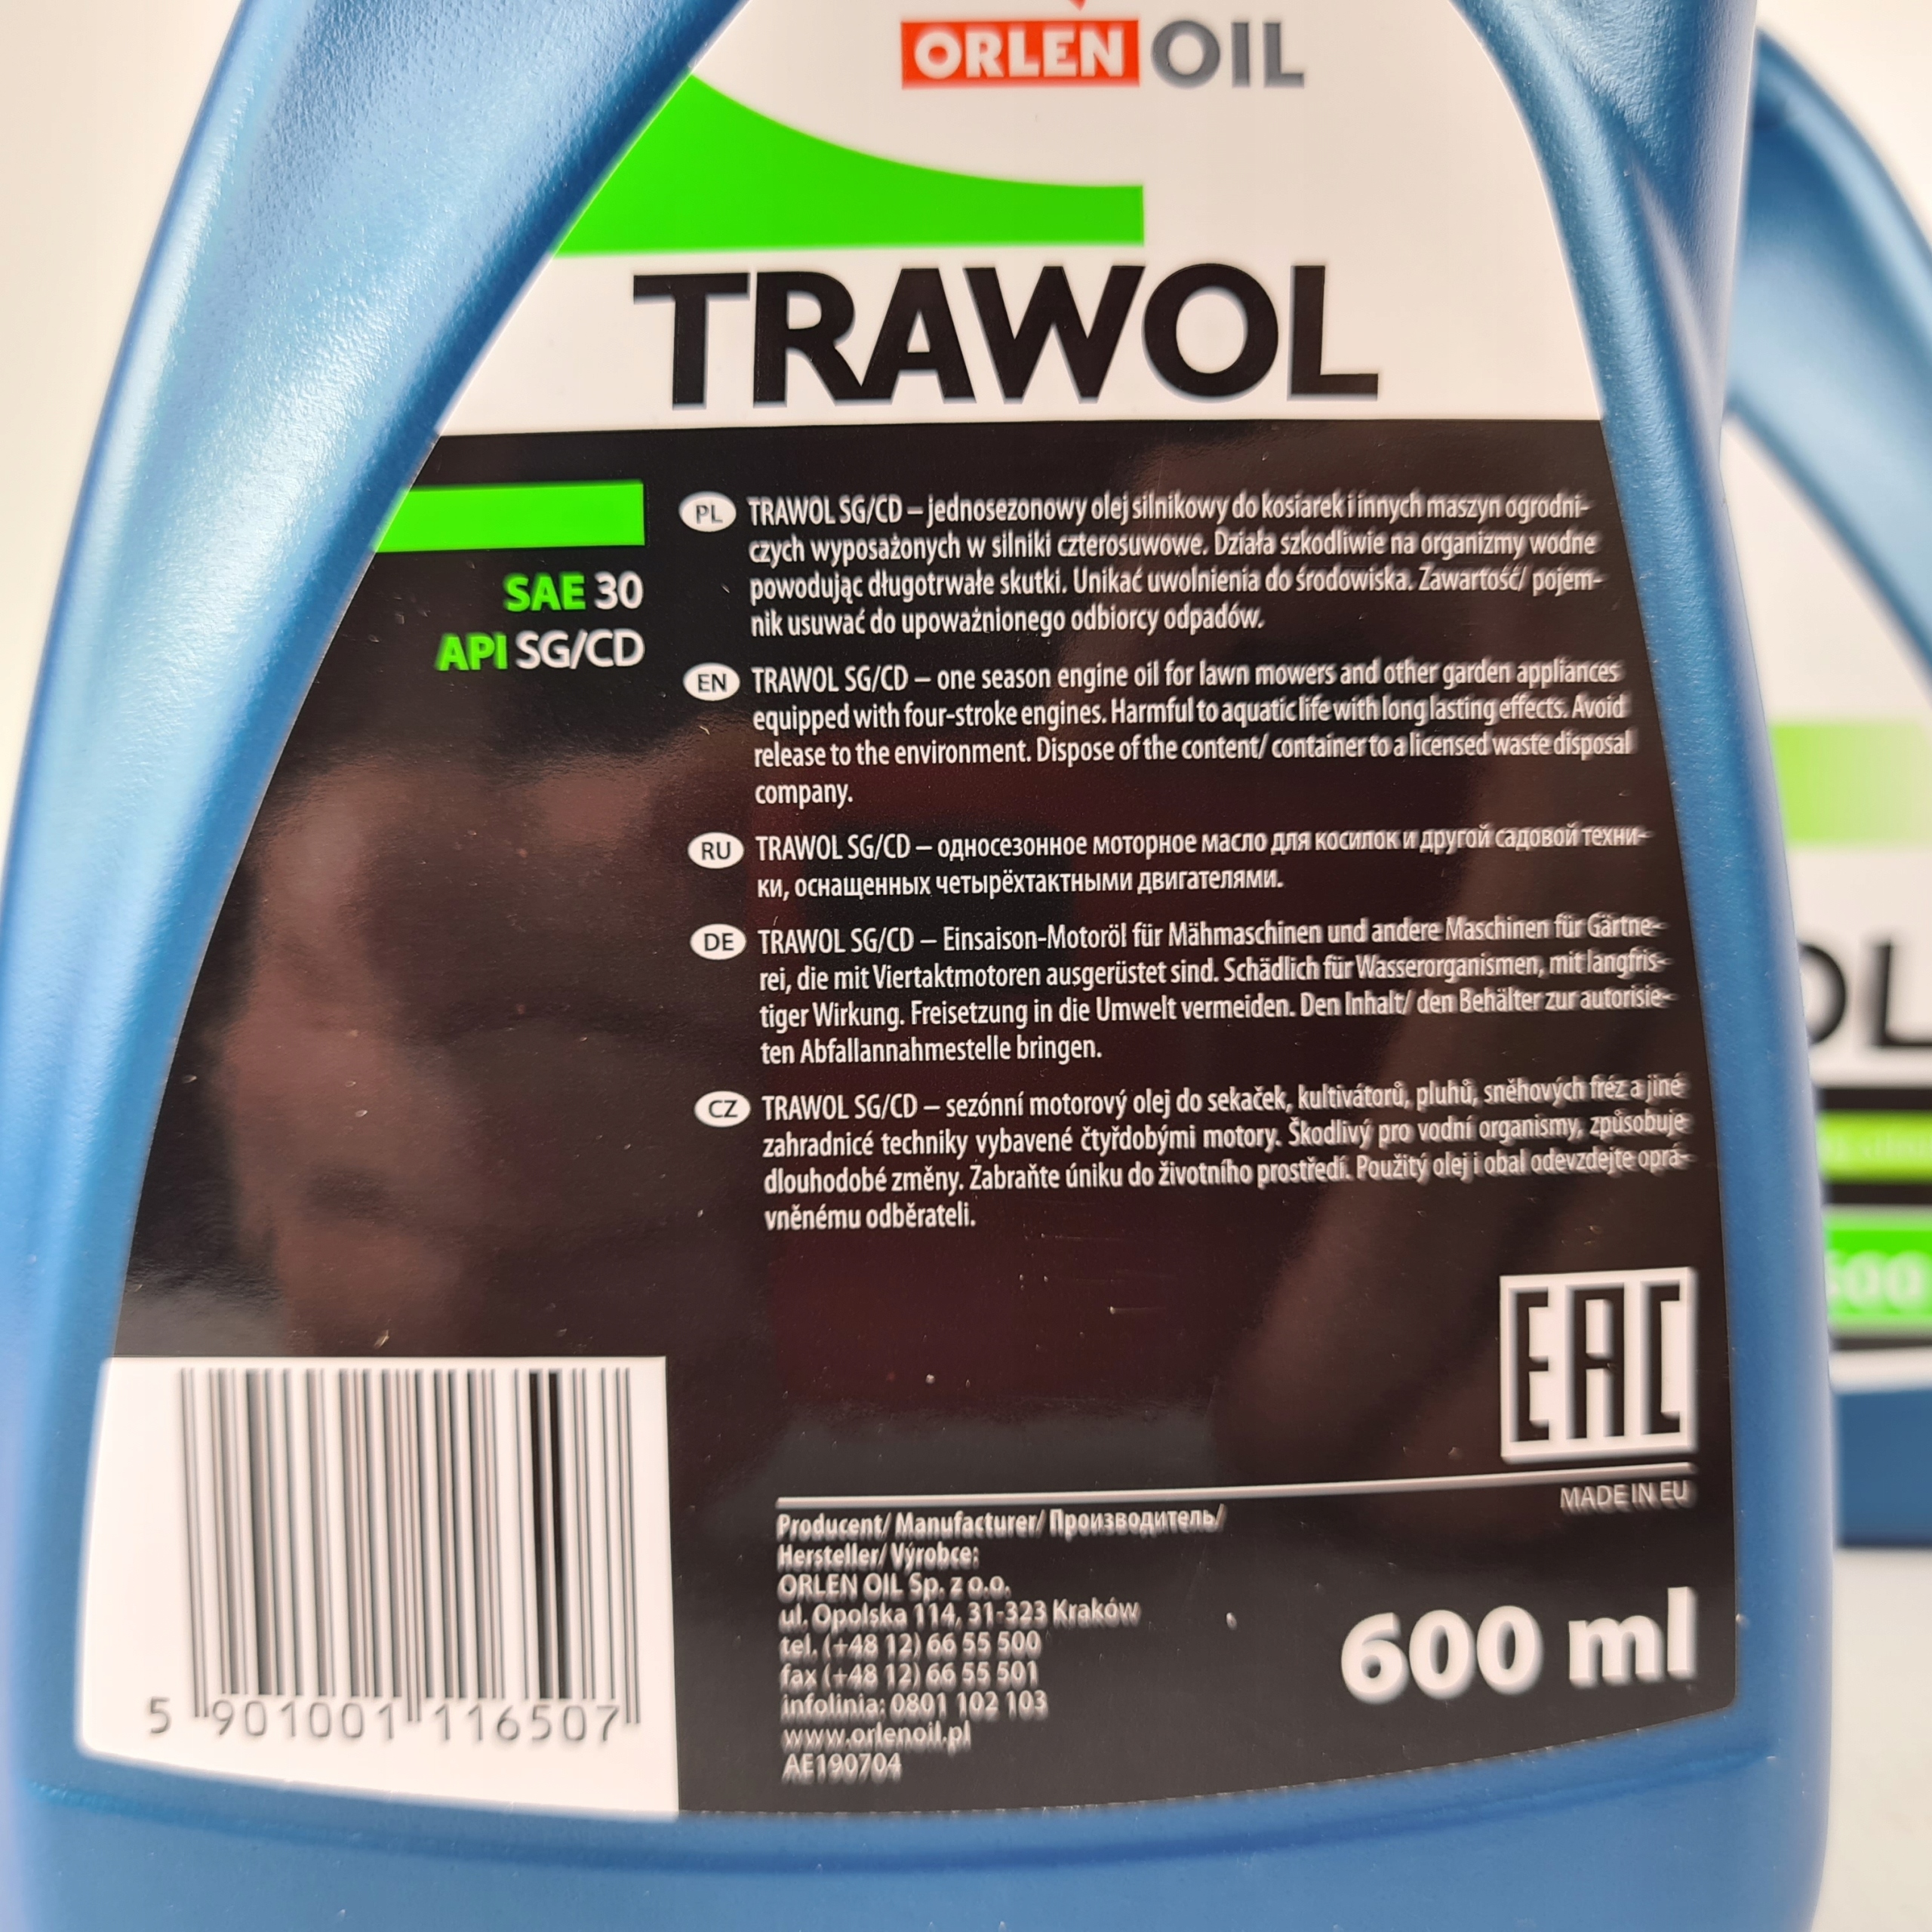 ORLEN OIL
TRAWOL
SAE 30
API SG/CD
PL TRAWOL SG/CD – jednosezonowy olej silnikowy do kosiarek i innych maszyn ogrodni-
czych wyposażonych w silniki czterosuwowe. Działa szkodliwie na organizmy wodne
powodując długotrwałe skutki. Unikać uwolnienia do środowiska. Zawartość/ pojem-
nik usuwać do upoważnionego odbiorcy odpadów.
EN TRAWOL SG/CD – one season engine oil for lawn mowers and other garden appliances
equipped with four-stroke engines. Harmful to aquatic life with long lasting effects. Avoid
release to the environment. Dispose of the content/ container to a licensed waste disposal
company.
RU TRAWOL SG/CD – односезонное моторное масло для косилок и другой садовой техни-
ки, оснащенных четырёхтактными двигателями.
DE TRAWOL SG/CD – Einsaison-Motoröl für Mähmaschinen und andere Maschinen für Gärtne-
rei, die mit Viertaktmotoren ausgerüstet sind. Schädlich für Wasserorganismen, mit langfris-
tiger Wirkung. Freisetzung in die Umwelt vermeiden. Den Inhalt/ den Behälter zur autorisie-
ten Abfallannahmestelle bringen.
CZ TRAWOL SG/CD – sezónní motorový olej do sekaček, kultivátorů, pluhů, sněhových fréz a jiné
zahradnicé techniky vybavené čtyřdobými motory. Škodlivý pro vodní organismy, způsobuje
dlouhodobé změny. Zabraňte úniku do životního prostředí. Použitý olej i obal odevzdejte oprá-
vněnému odběrateli.
EAC
MADE IN EU
Producent/ Manufacturer/ Производитель/
Hersteller/ Výrobce:
ORLEN OIL Sp. z o.o.
ul. Opolska 114, 31-323 Kraków
tel. (+48 12) 66 55 500
fax (+48 12) 66 55 501
infolinia: 0801 102 103
www.orlenoil.pl
AE190704
600 ml
5 901001 116507
OL
600